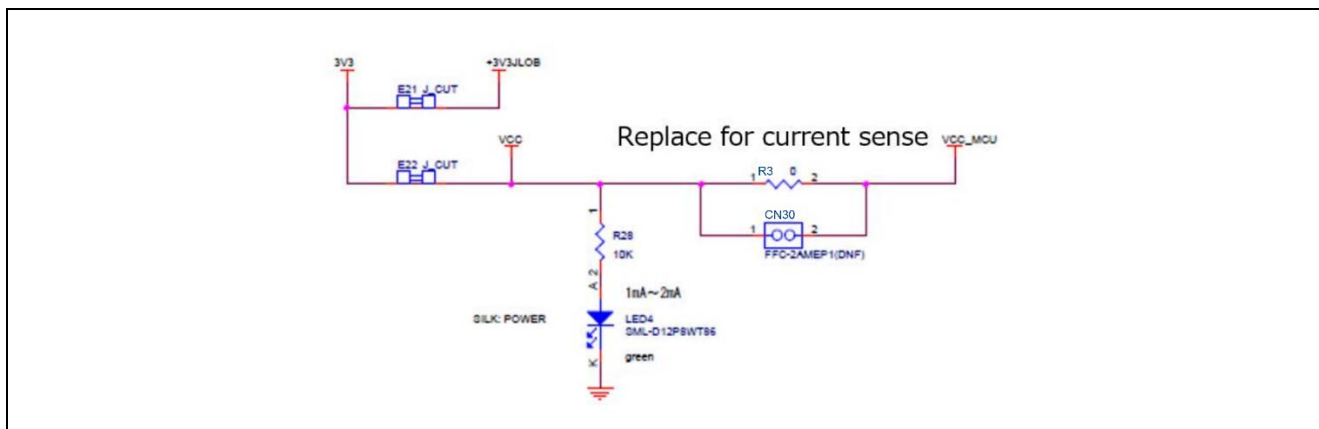 3V3
+3V3JLOB
E21 J_CUT
Replace for current sense
VCC
VCC_MCU
E22 J_CUT
1 R3 0 2
CN30
1 2
FFC-2AMEP1(DNF)
1
R28
10K
2
A
1mA～2mA
SILK: POWER
LED4
SML-D12P8WT86
green
K